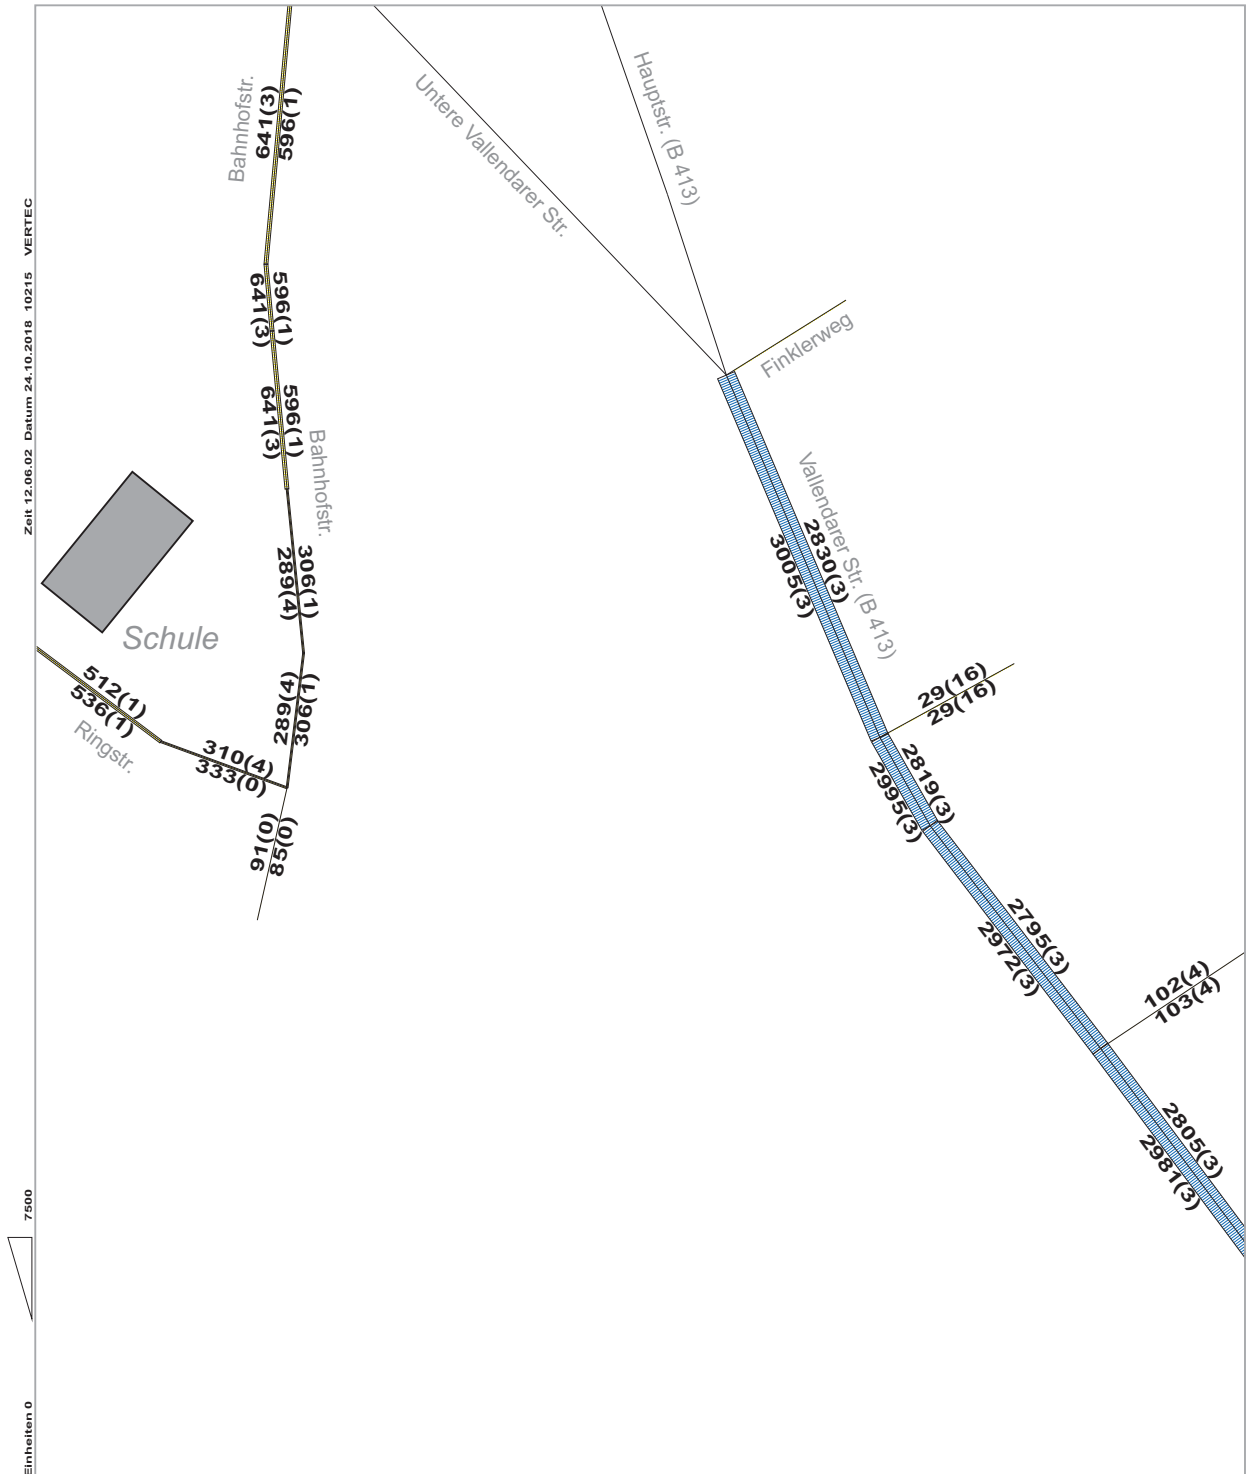 Bahnhofstr.
641(3)
596(1)
Untere Vallendarer Str.
Hauptstr. (B 413)
Zeit 12.06.02 Datum 24.10.2018 10215 VERTEC
641(3)
596(1)
Finklerweg
641(3)
596(1)
Bahnhofstr.
Vallendarer Str. (B 413)
2830(3)
3005(3)
289(4)
306(1)
Schule
512(1)
536(1)
Ringstr.
289(4)
306(1)
29(16)
29(16)
310(4)
333(0)
2819(3)
2995(3)
91(0)
85(0)
2795(3)
2972(3)
102(4)
103(4)
2805(3)
2981(3)
7500
Einheiten 0